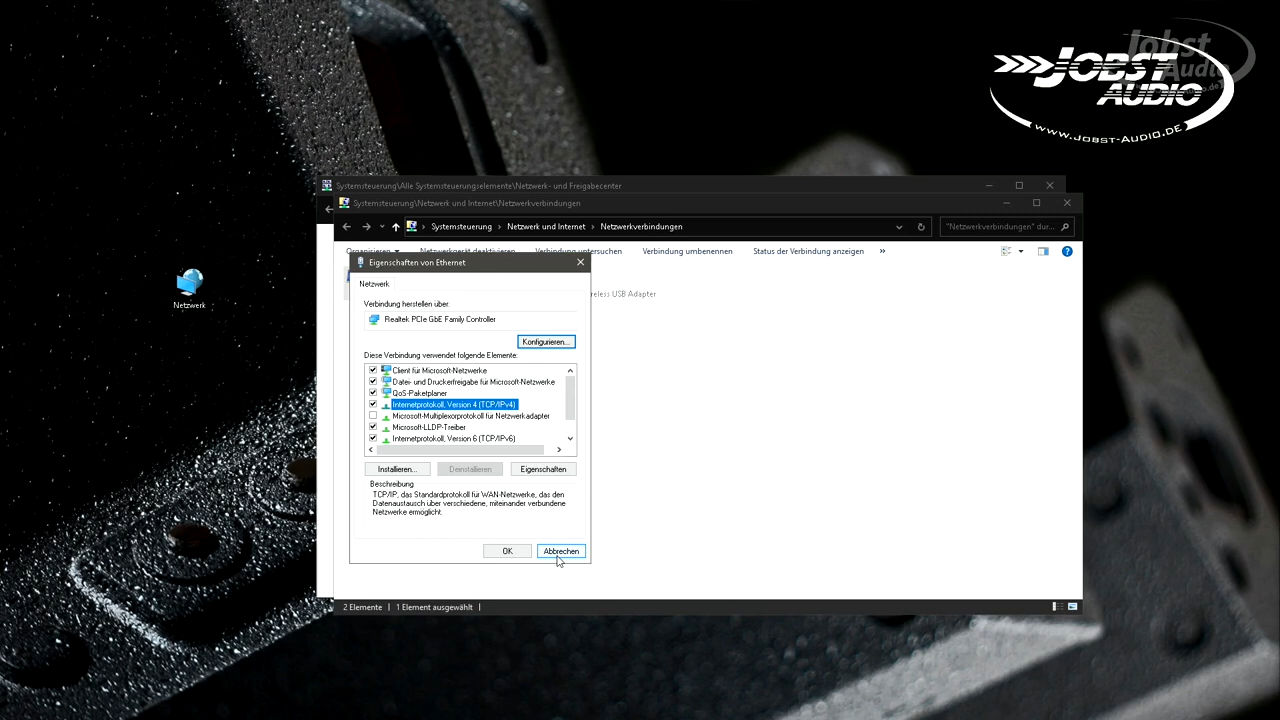 JOBST
AUDIO
WWW.JOBST-AUDIO.DE
Jobst
Audio
Systemsteuerung\Alle Systemsteuerungselemente\Netzwerk- und Freigabecenter
Systemsteuerung\Netzwerk und Internet\Netzwerkverbindungen
Systemsteuerung > Netzwerk und Internet > Netzwerkverbindungen
"Netzwerkverbindungen" dur...
Organisieren Netzwerkgerät deaktivieren Verbindung untersuchen Verbindung umbenennen Status der Verbindung anzeigen »
Eigenschaften von Ethernet
Netzwerk
reless USB Adapter
Netzwerk
Verbindung herstellen über:
Realtek PCIe GbE Family Controller
Konfigurieren...
Diese Verbindung verwendet folgende Elemente:
Client für Microsoft-Netzwerke
Datei- und Druckerfreigabe für Microsoft-Netzwerke
QoS-Paketplaner
Internetprotokoll, Version 4 (TCP/IPv4)
Microsoft-Multiplexorprotokoll für Netzwerkadapter
Microsoft-LLDP-Treiber
Internetprotokoll, Version 6 (TCP/IPv6)
Installieren... Deinstallieren Eigenschaften
Beschreibung
TCP/IP, das Standardprotokoll für WAN-Netzwerke, das den
Datenaustausch über verschiedene, miteinander verbundene
Netzwerke ermöglicht.
OK Abbrechen
2 Elemente | 1 Element ausgewählt |